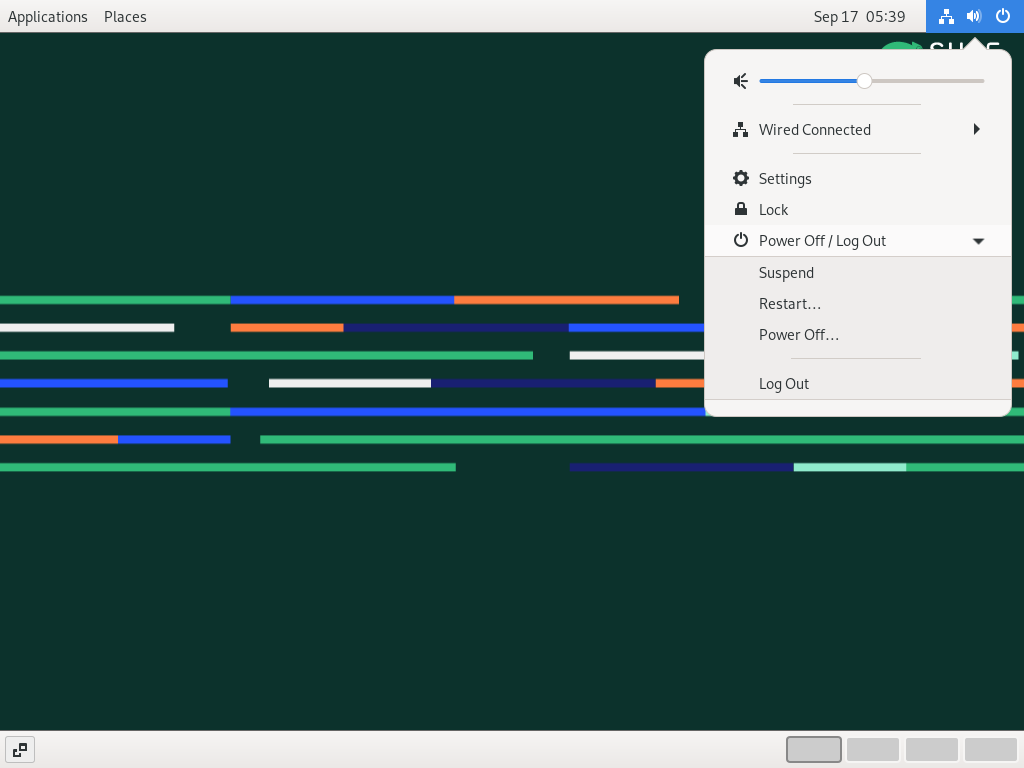 Applications Places Sep 17 05:39
Wired Connected
Settings
Lock
Power Off / Log Out
Suspend
Restart…
Power Off…
Log Out